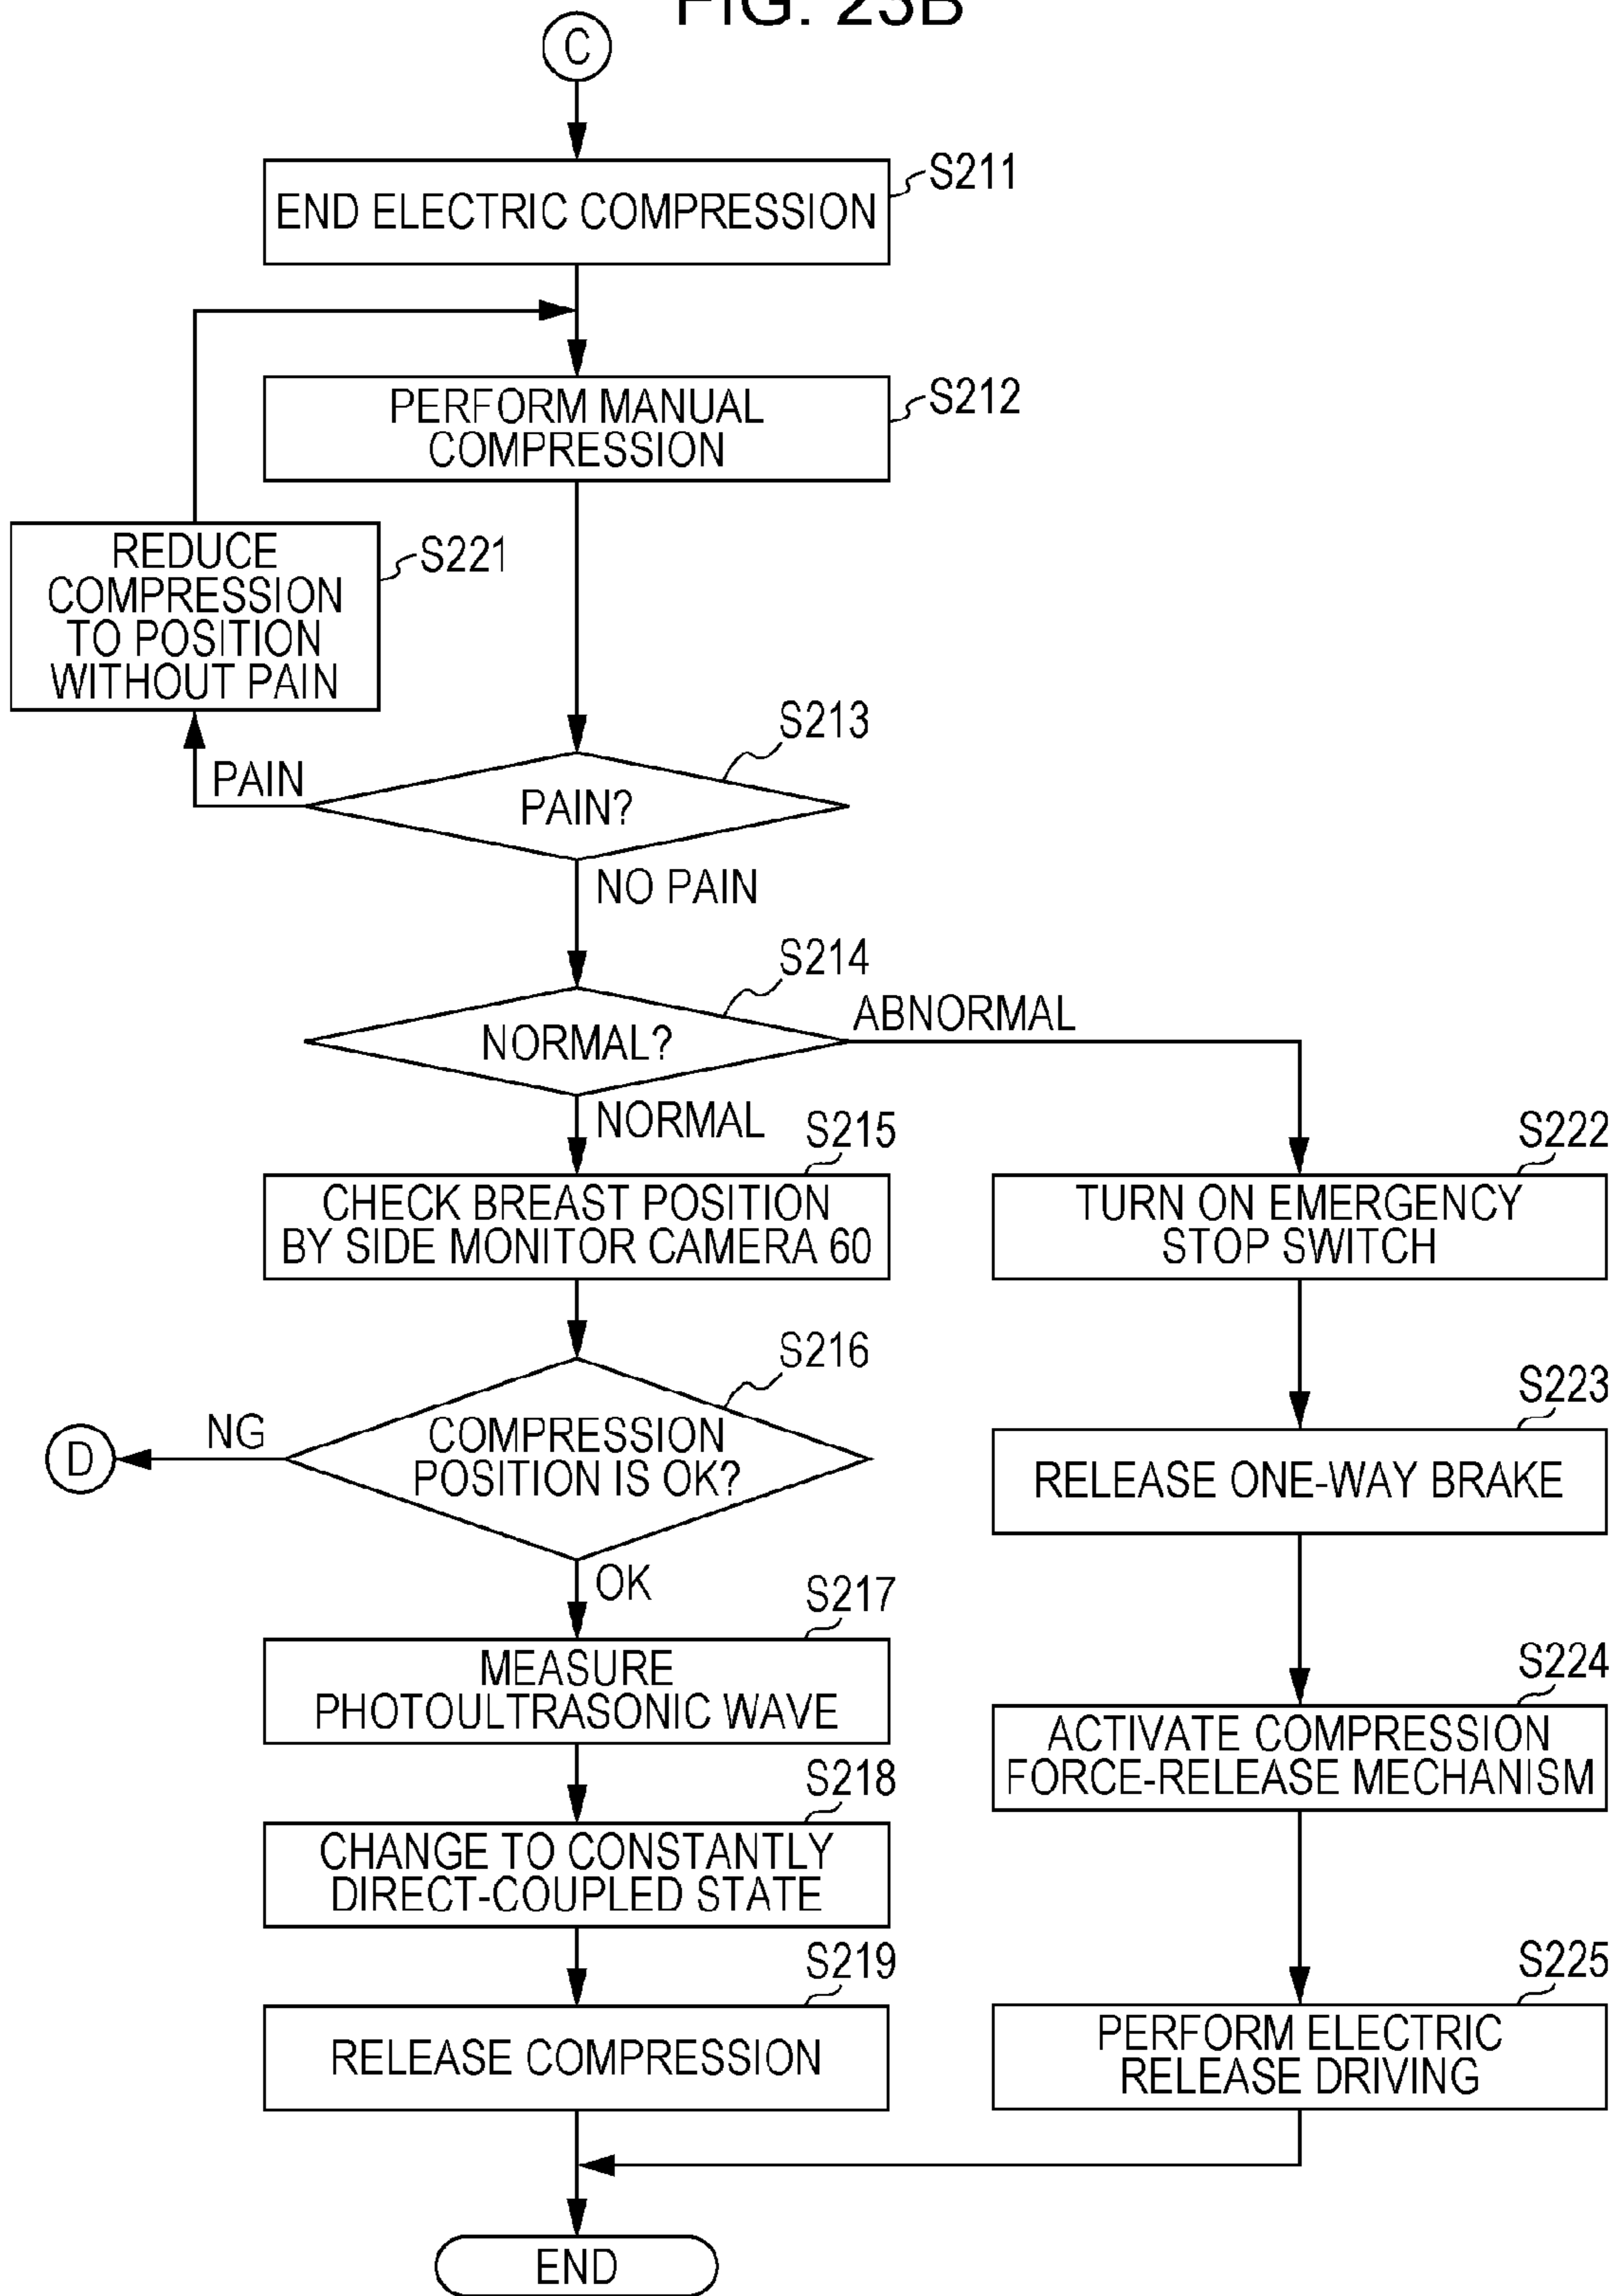 FIG. 23B
C
END ELECTRIC COMPRESSION
S211
PERFORM MANUAL
COMPRESSION
S212
REDUCE
COMPRESSION
TO POSITION
WITHOUT PAIN
S221
S213
PAIN
PAIN?
NO PAIN
S214
NORMAL?
ABNORMAL
NORMAL
S215
CHECK BREAST POSITION
BY SIDE MONITOR CAMERA 60
S222
TURN ON EMERGENCY
STOP SWITCH
S216
COMPRESSION
POSITION IS OK?
NG
D
OK
S223
RELEASE ONE-WAY BRAKE
S217
MEASURE
PHOTOULTRASONIC WAVE
S224
ACTIVATE COMPRESSION
FORCE-RELEASE MECHANISM
S218
CHANGE TO CONSTANTLY
DIRECT-COUPLED STATE
S219
RELEASE COMPRESSION
S225
PERFORM ELECTRIC
RELEASE DRIVING
END